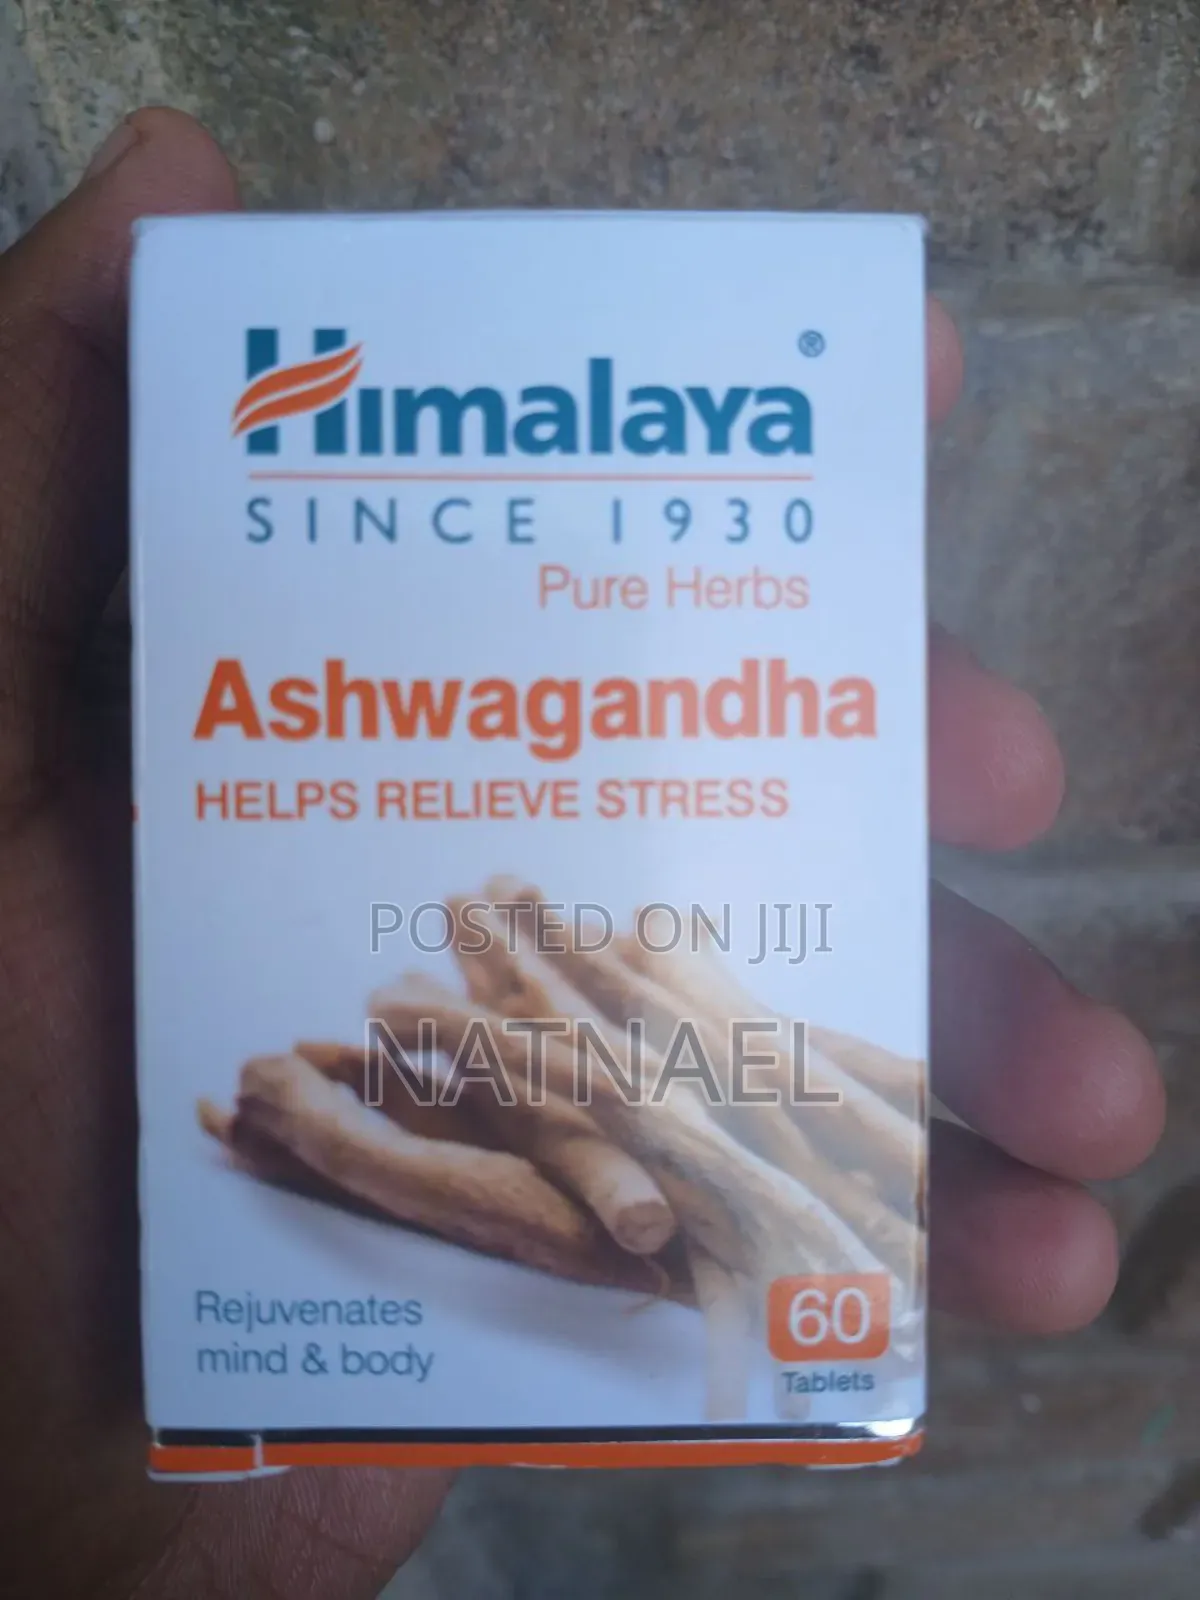 Himalaya®
SINCE 1930
Pure Herbs
Ashwagandha
HELPS RELIEVE STRESS
POSTED ON JIJI
NATNAEL
Rejuvenates
mind & body
60
Tablets